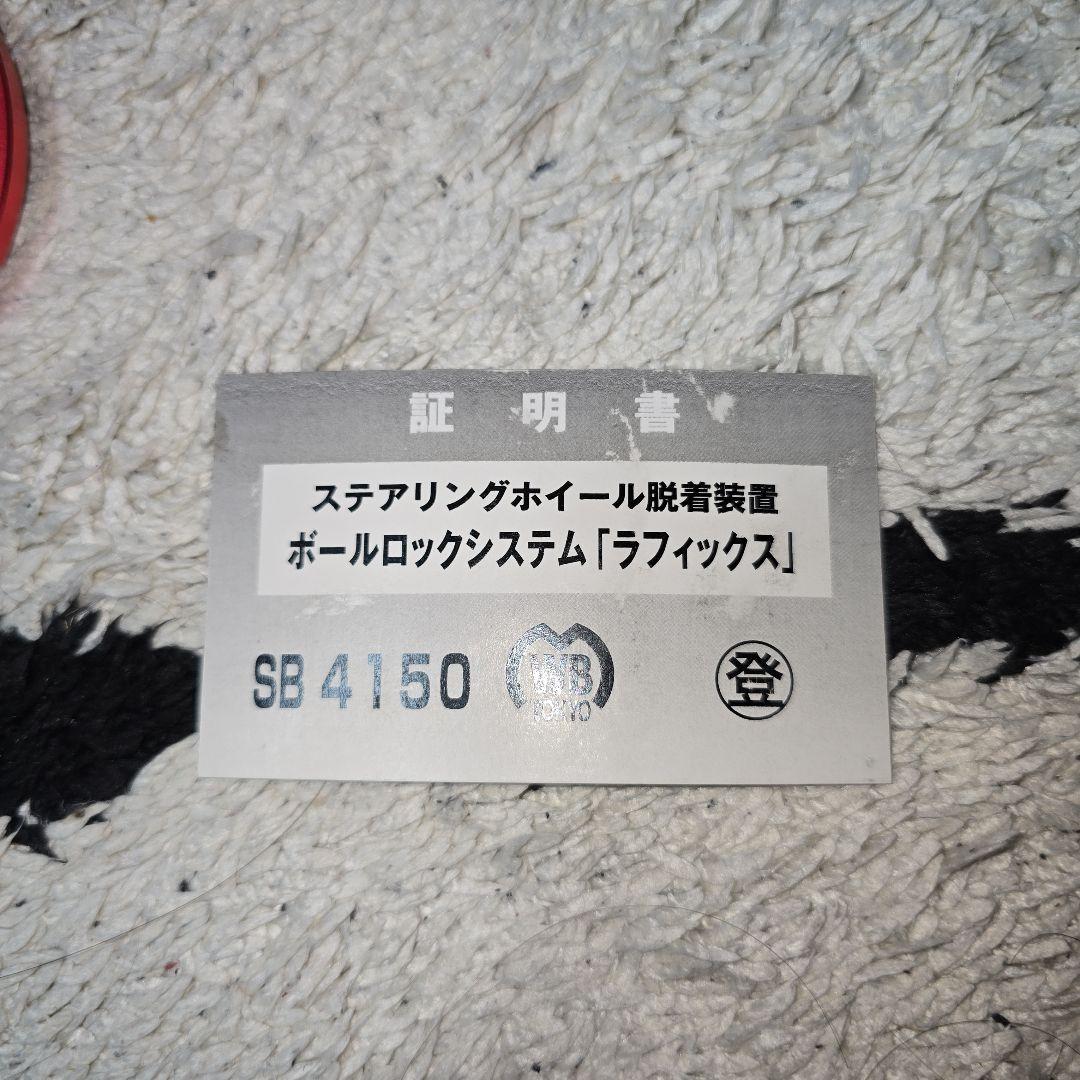 証明書
ステアリングホイール脱着装置
ボールロックシステム「ラフィックス」
SB 4150
WB
TOKYO
登